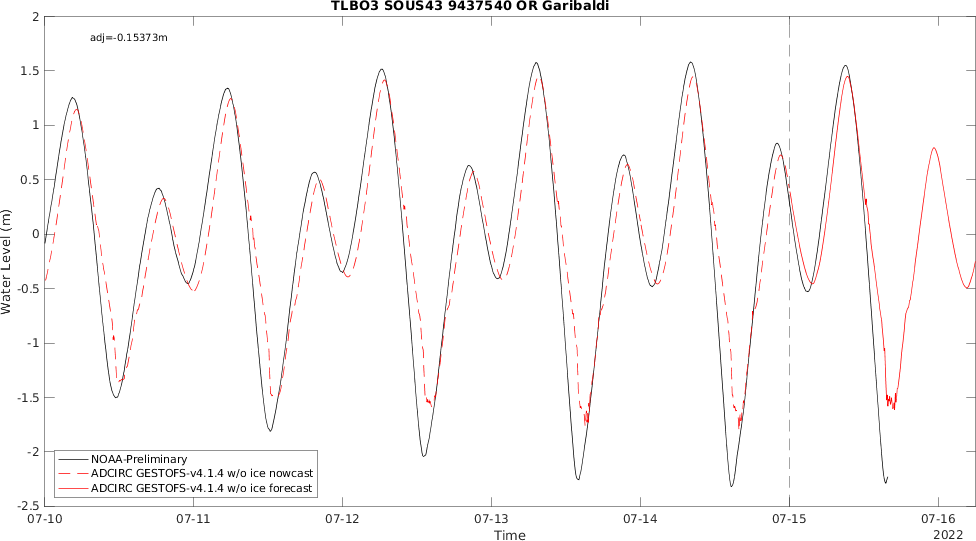 TLBO3 SOUS43 9437540 OR Garibaldi
adj=-0.15373m
2
1.5
1
0.5
0
-0.5
-1
-1.5
-2
-2.5
Water Level (m)
NOAA-Preliminary
ADCIRC GESTOFS-v4.1.4 w/o ice nowcast
ADCIRC GESTOFS-v4.1.4 w/o ice forecast
07-10 07-11 07-12 07-13 07-14 07-15 07-16
Time
2022